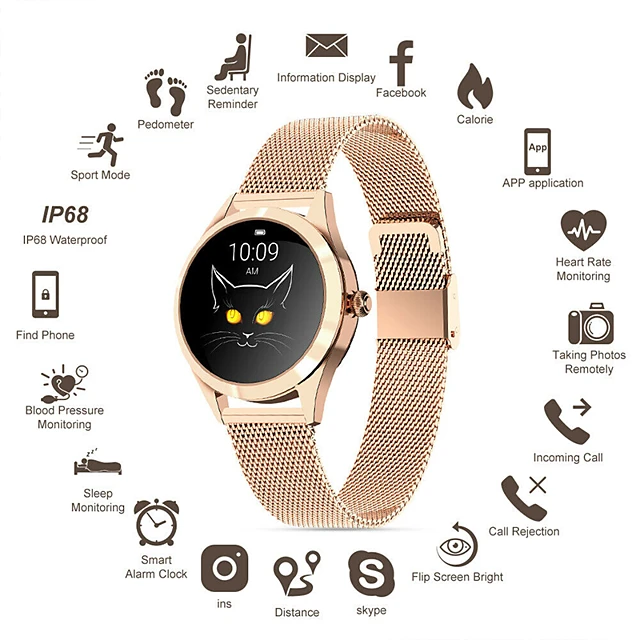 Sedentary
Reminder
Information Display
Facebook
Calorie
Pedometer
App
APP application
Sport Mode
IP68
IP68 Waterproof
10:09
AM
Heart Rate
Monitoring
Find Phone
Taking Photos
Remotely
Blood Pressure
Monitoring
Incoming Call
Sleep
Monitoring
Call Rejection
Smart
Alarm Clock
Flip Screen Bright
ins
Distance
skype